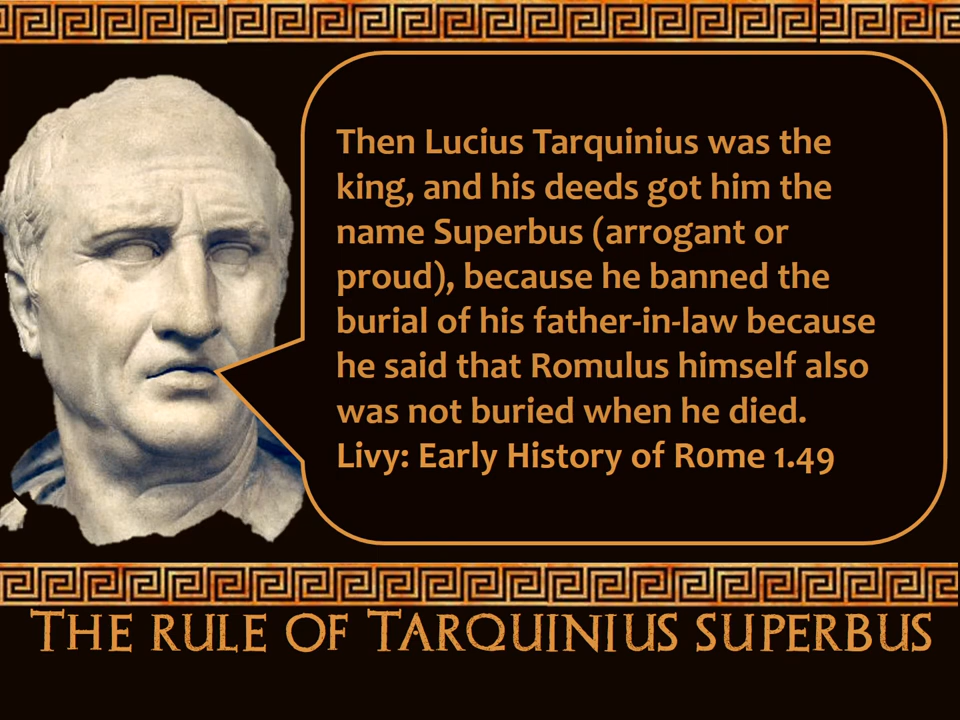 Then Lucius Tarquinius was the
king, and his deeds got him the
name Superbus (arrogant or
proud), because he banned the
burial of his father-in-law because
he said that Romulus himself also
was not buried when he died.
Livy: Early History of R0me 1.49
The rule of Tarquinius superbus